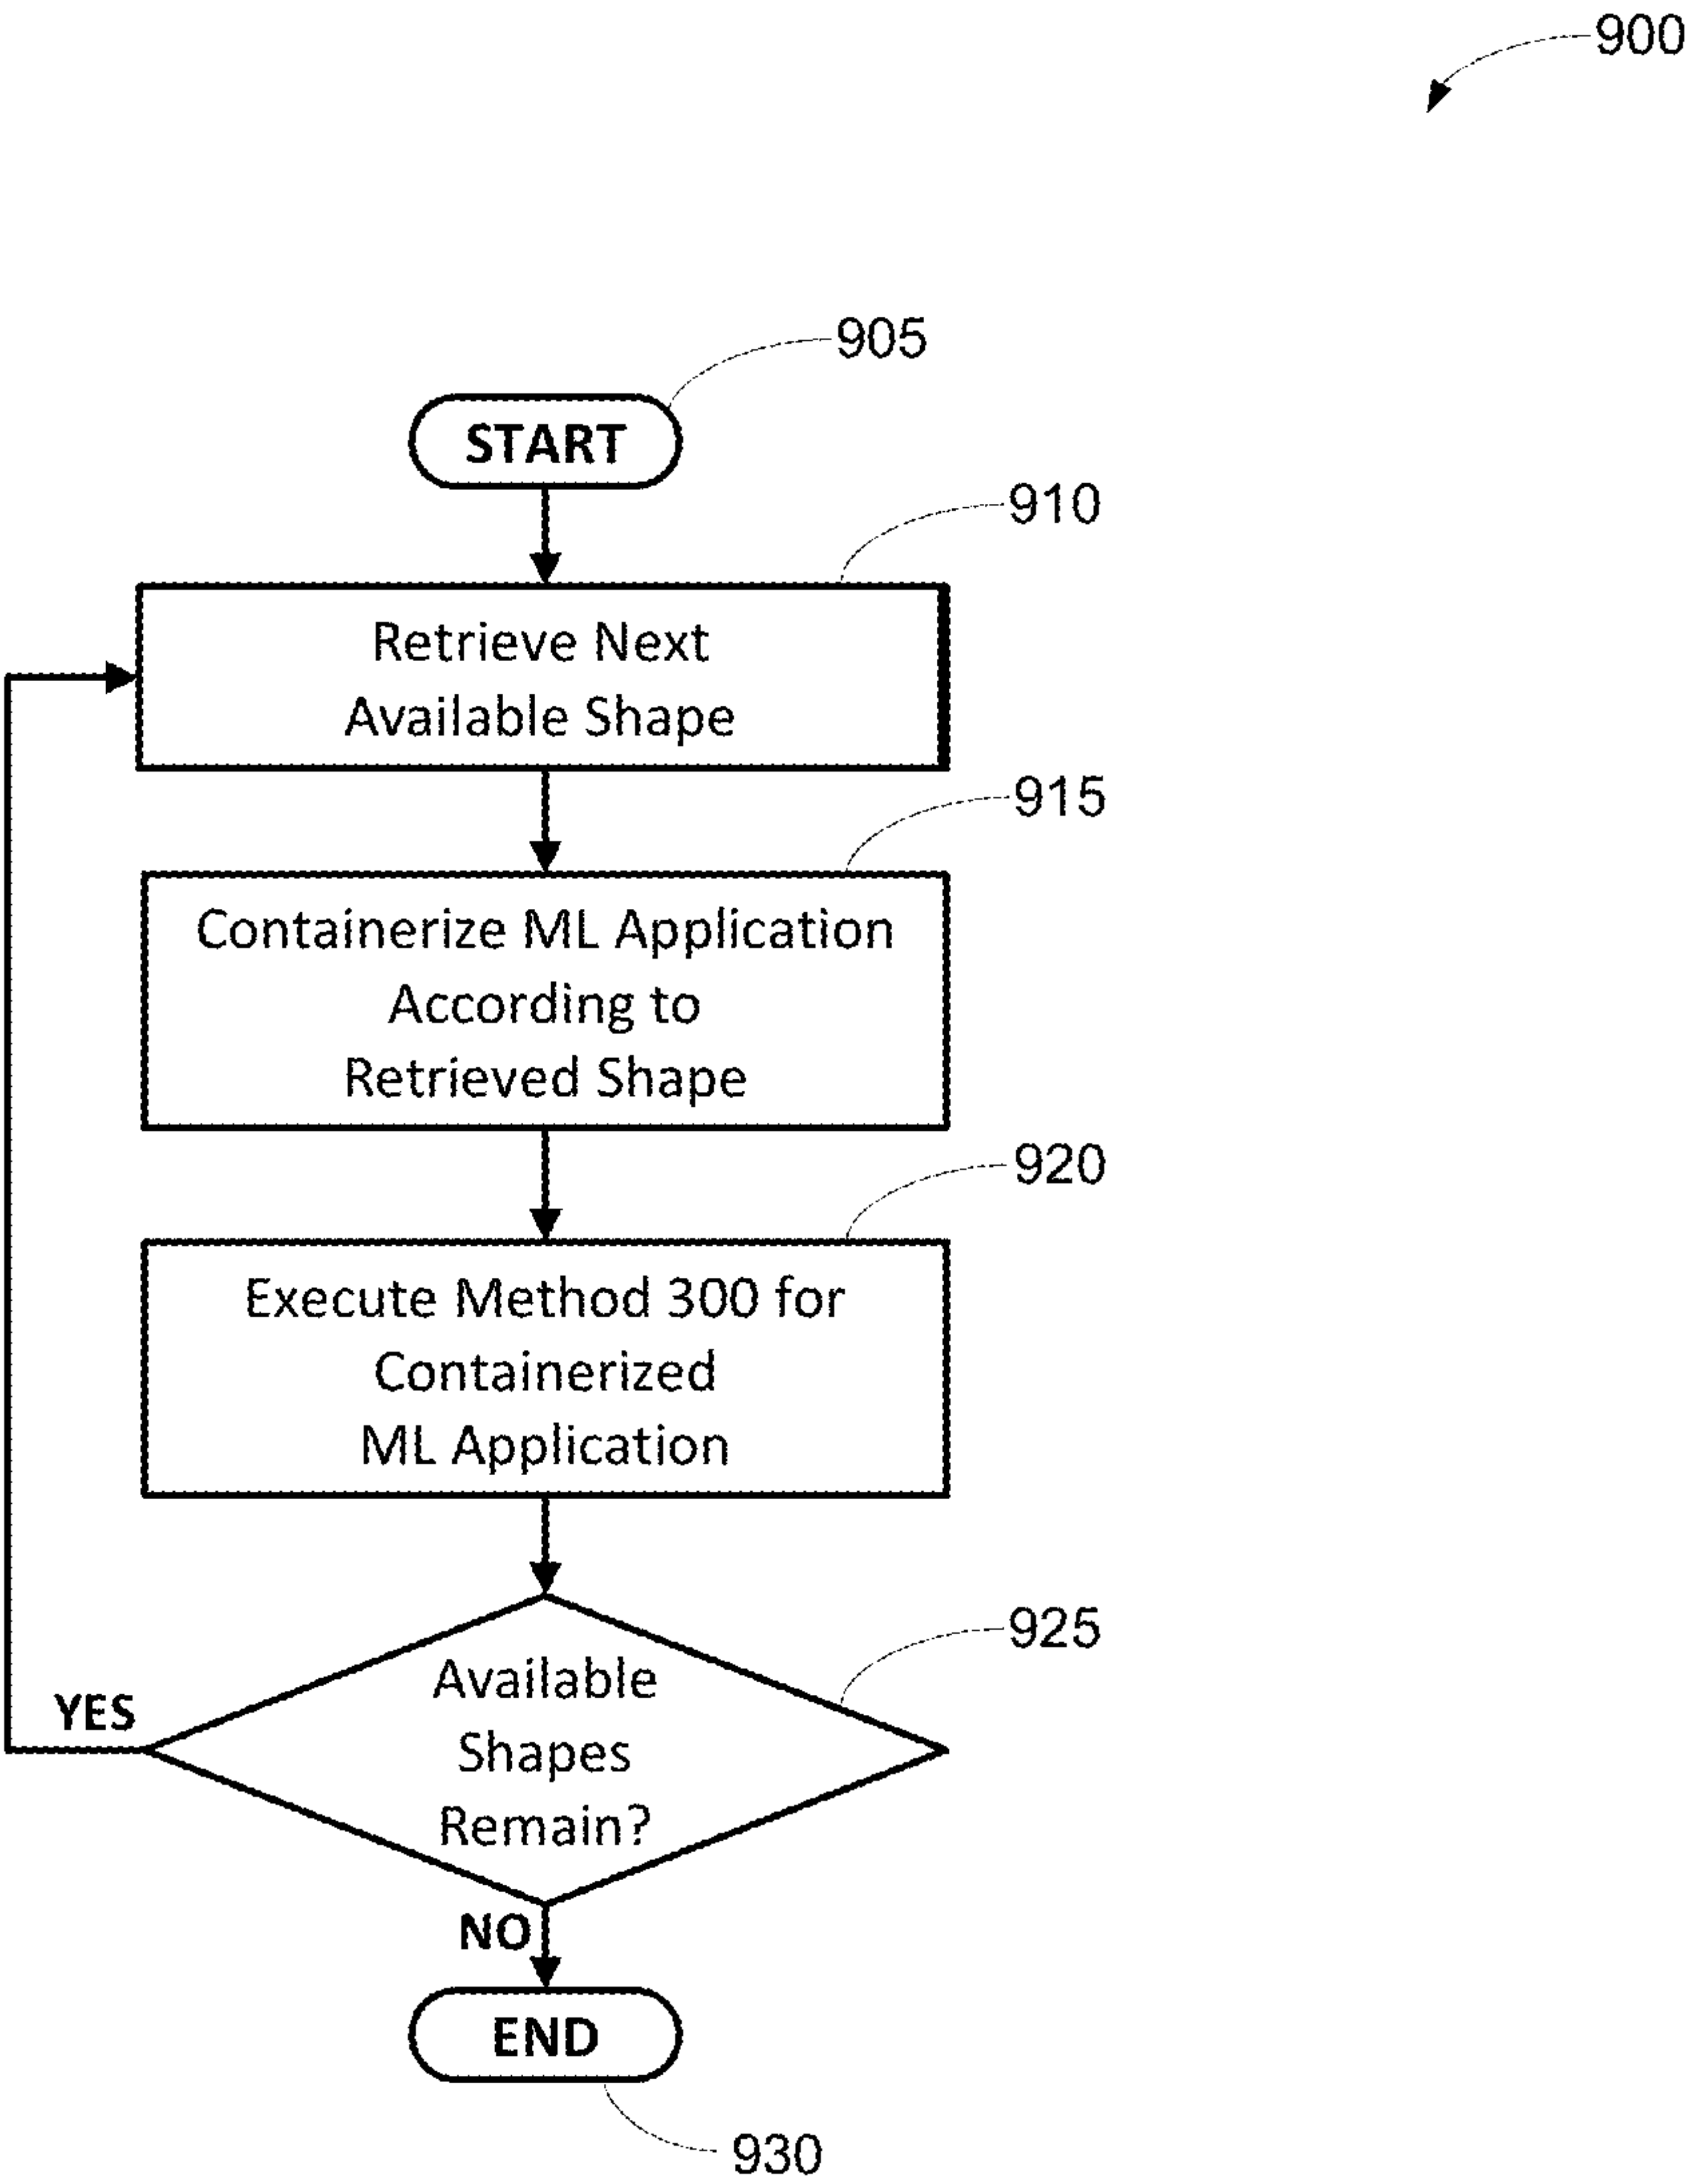 900
905
START
910
Retrieve Next
Available Shape
915
Containerize ML Application
According to
Retrieved Shape
920
Execute Method 300 for
Containerized
ML Application
925
Available
Shapes
Remain?
YES
NO
END
930